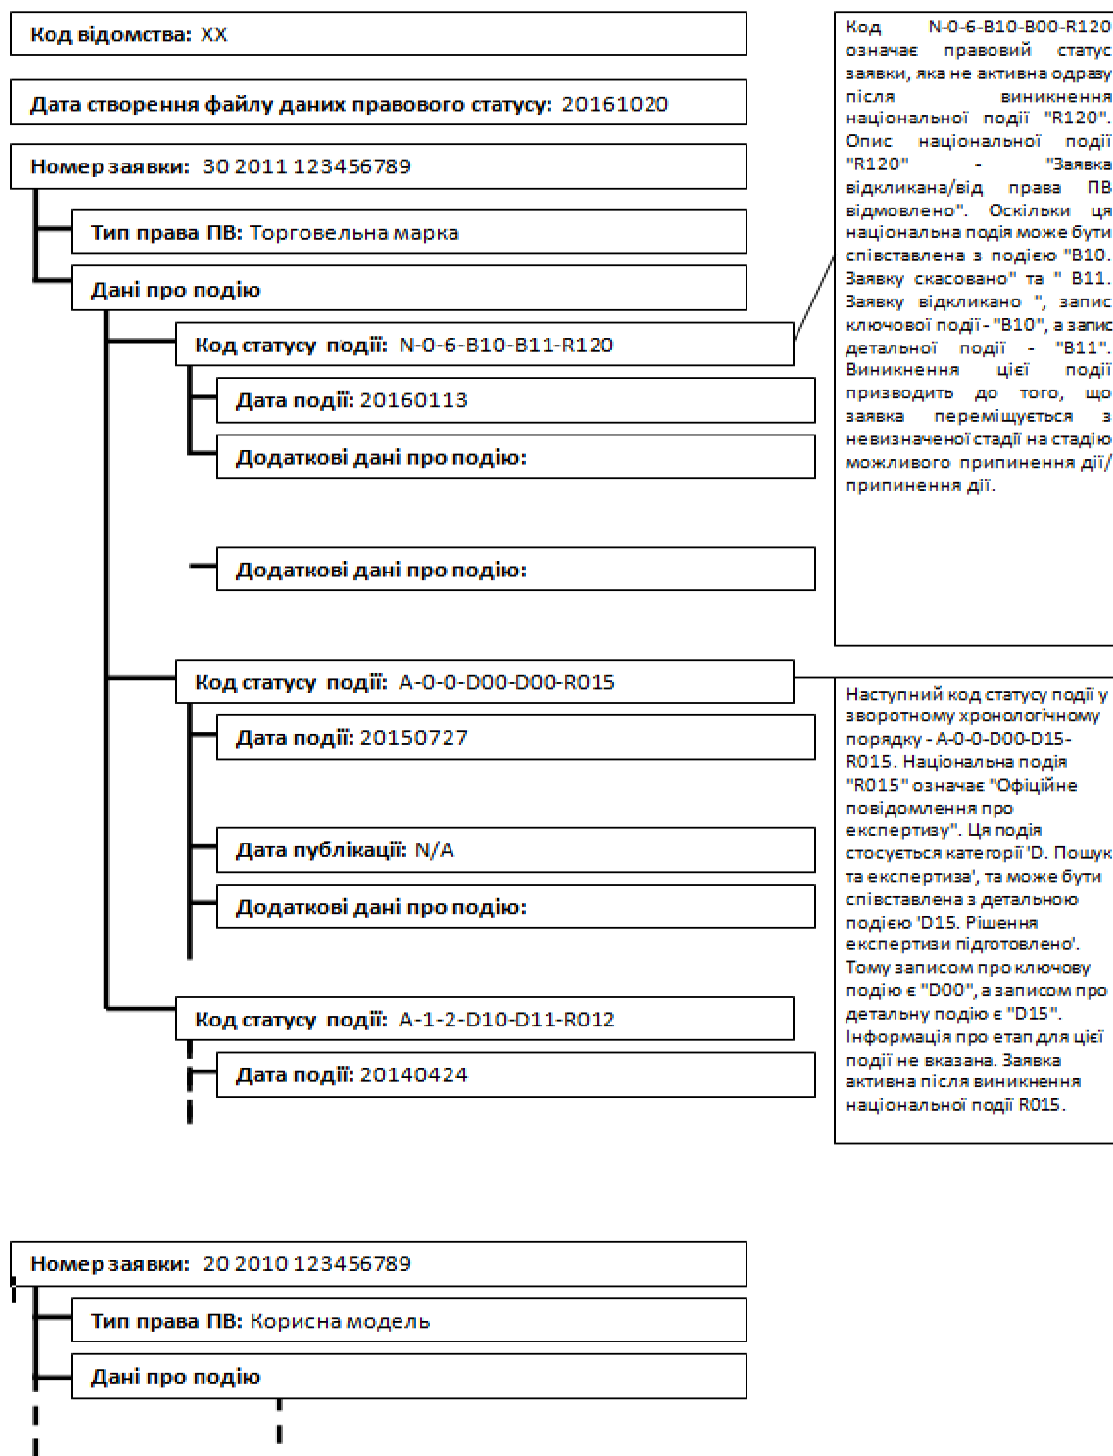 Код відомства: XX
Дата створення файлу даних правового статусу: 20161020
Номер заявки: 30 2011 123456789
Тип права ПВ: Торговельна марка
Дані про подію
Код статусу події: N-0-6-B10-B11-R120
Дата події: 20160113
Додаткові дані про подію:
Додаткові дані про подію:
Код статусу події: A-0-0-D00-D00-R015
Дата події: 20150727
Дата публікації: N/A
Додаткові дані про подію:
Код статусу події: A-1-2-D10-D11-R012
Дата події: 20140424
Код N-0-6-B10-B00-R120
означає правовий статус
заявки, яка не активна одразу
після виникнення
національної події "R120".
Опис національної події
"R120" - "Заявка
відкликана/від права ПВ
відмовлено". Оскільки ця
національна подія може бути
співставлена з подією "B10.
Заявку скасовано" та " B11.
Заявку відкликано ", запис
ключової події - "B10", а запис
детальної події - "B11".
Виникнення цієї події
призводить до того, що
заявка переміщується з
невизначеної стадії на стадію
можливого припинення дії/
припинення дії.
Наступний код статусу події у
зворотному хронологічному
порядку - A-0-0-D00-D15-
R015. Національна подія
"R015" означає "Офіційне
повідомлення про
експертизу". Ця подія
стосується категорії 'D. Пошук
та експертиза', та може бути
співставлена з детальною
подією 'D15. Рішення
експертизи підготовлено'.
Тому записом про ключову
подію є "D00", а записом про
детальну подію є "D15".
Інформація про етап для цієї
події не вказана. Заявка
активна після виникнення
національної події R015.
Номер заявки: 20 2010 123456789
Тип права ПВ: Корисна модель
Дані про подію